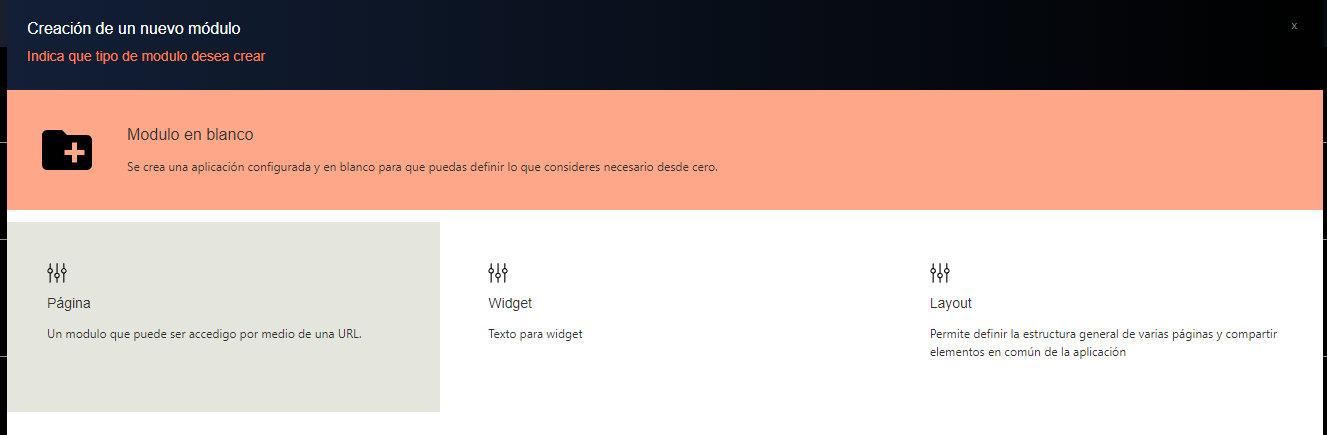 Creación de un nuevo módulo
x
Indica que tipo de modulo desea crear
Modulo en blanco
Se crea una aplicación configurada y en blanco para que puedas definir lo que consideres necesario desde cero.
Página
Un modulo que puede ser accedigo por medio de una URL.
Widget
Texto para widget
Layout
Permite definir la estructura general de varias páginas y compartir
elementos en común de la aplicación